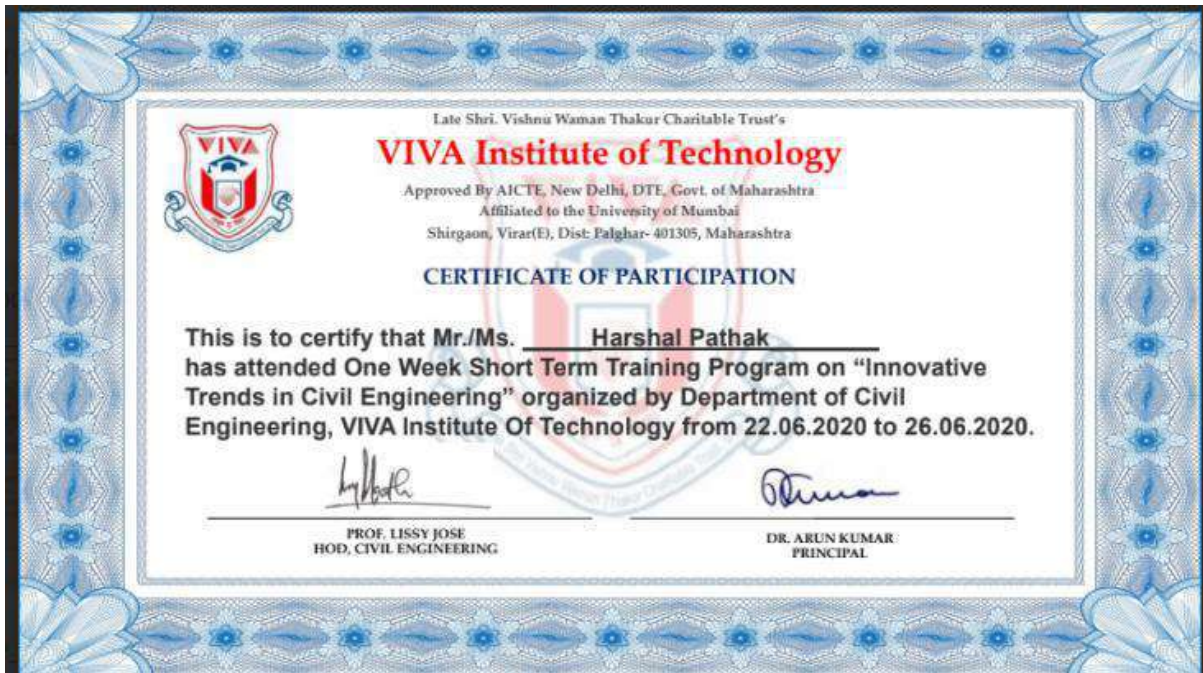 Late Shri. Vishnu Waman Thakur Charitable Trust's
VIVA
VIVA Institute of Technology
Approved By AICTE, New Delhi, DTE, Govt. of Maharashtra
Affiliated to the University of Mumbai
Shirgaon, Virar(E), Dist: Palghar- 401305, Maharashtra
CERTIFICATE OF PARTICIPATION
This is to certify that Mr./Ms. Harshal Pathak
has attended One Week Short Term Training Program on “Innovative
Trends in Civil Engineering” organized by Department of Civil
Engineering, VIVA Institute Of Technology from 22.06.2020 to 26.06.2020.
PROF. LISSY JOSE
HOD, CIVIL ENGINEERING
DR. ARUN KUMAR
PRINCIPAL